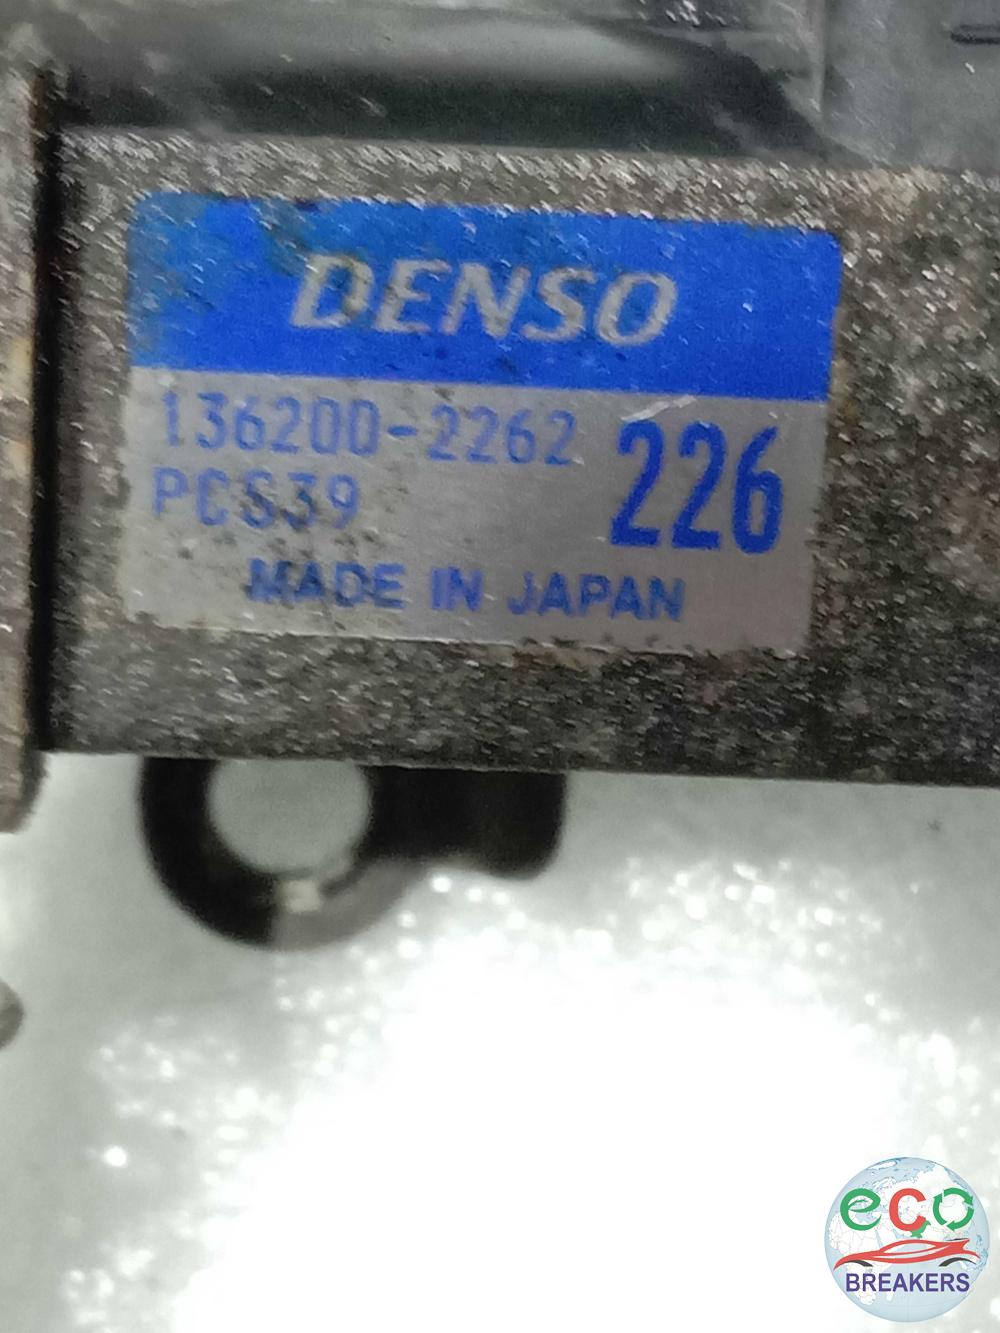 DENSO
136200-2262
226
PCS39
MADE IN JAPAN
eco
BREAKERS